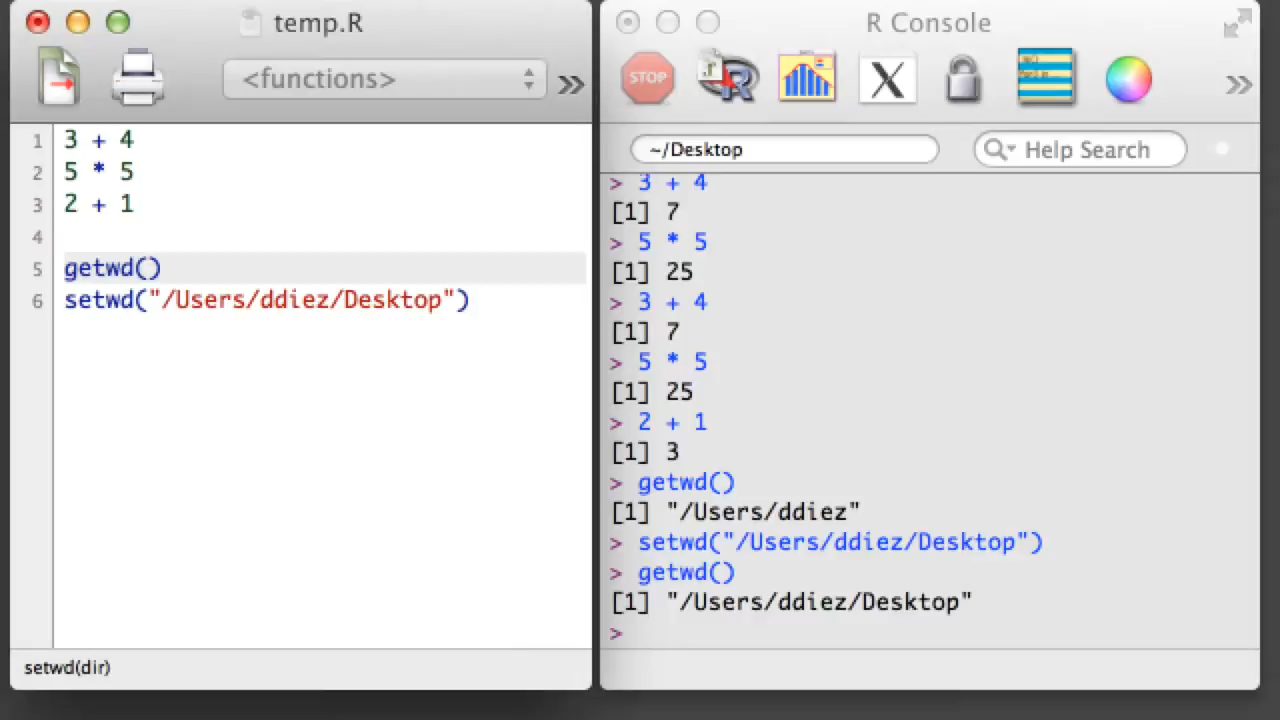 temp.R
<functions>
1 3 + 4
2 5 * 5
3 2 + 1
4
5 getwd()
6 setwd("/Users/ddiez/Desktop")
setwd(dir)
R Console
STOP
R
X
~/Desktop
Help Search
> 3 + 4
[1] 7
> 5 * 5
[1] 25
> 3 + 4
[1] 7
> 5 * 5
[1] 25
> 2 + 1
[1] 3
> getwd()
[1] "/Users/ddiez"
> setwd("/Users/ddiez/Desktop")
> getwd()
[1] "/Users/ddiez/Desktop"
>